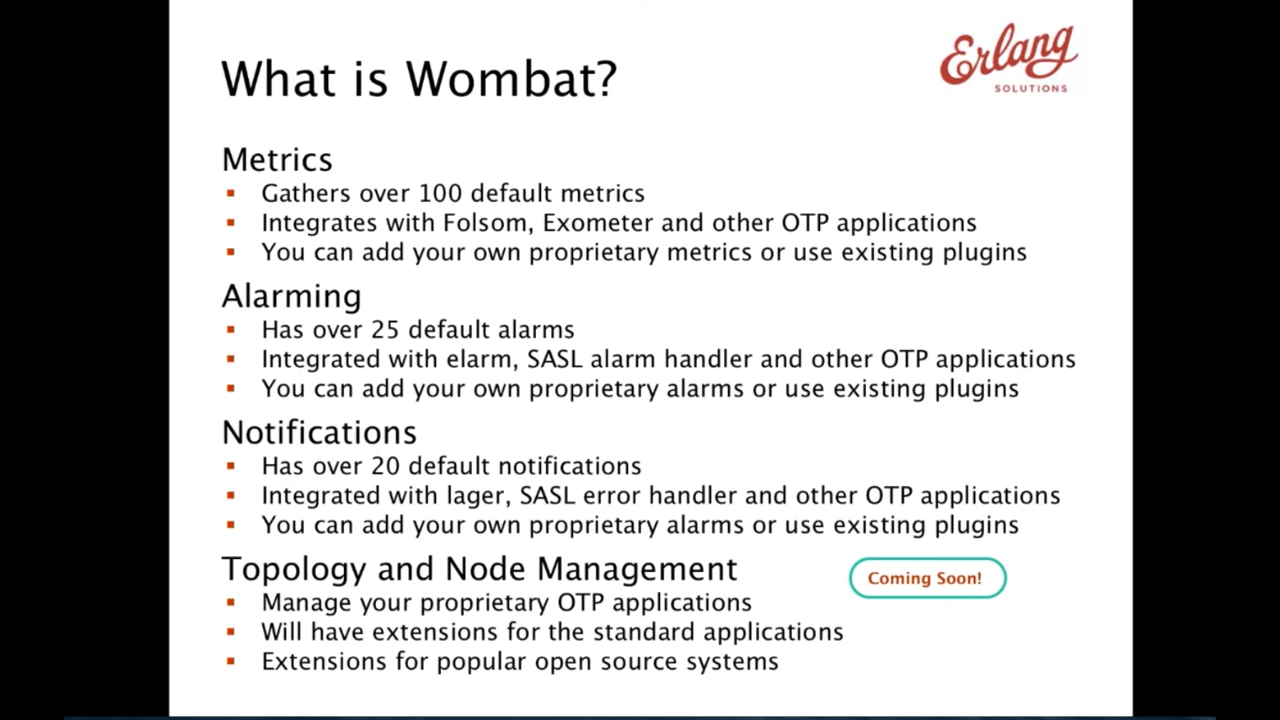 Erlang
SOLUTIONS
What is Wombat?
Metrics
▪ Gathers over 100 default metrics
▪ Integrates with Folsom, Exometer and other OTP applications
▪ You can add your own proprietary metrics or use existing plugins
Alarming
▪ Has over 25 default alarms
▪ Integrated with elarm, SASL alarm handler and other OTP applications
▪ You can add your own proprietary alarms or use existing plugins
Notifications
▪ Has over 20 default notifications
▪ Integrated with lager, SASL error handler and other OTP applications
▪ You can add your own proprietary alarms or use existing plugins
Topology and Node Management
Coming Soon!
▪ Manage your proprietary OTP applications
▪ Will have extensions for the standard applications
▪ Extensions for popular open source systems